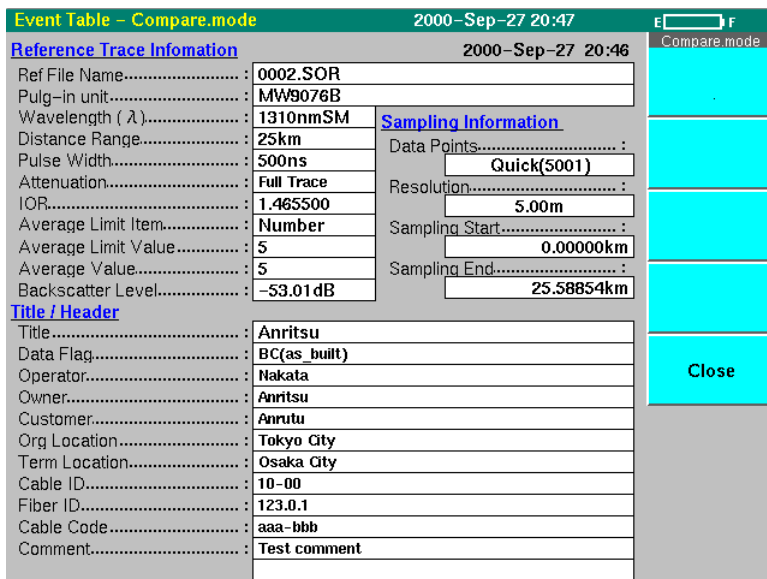 Event Table – Compare.mode 2000–Sep–27 20:47 E F
Compare.mode
Reference Trace Infomation 2000–Sep–27 20:46
Ref File Name : 0002.SOR
Pulg–in unit : MW9076B
Wavelength ( λ ) : 1310nmSM
Distance Range : 25km
Pulse Width : 500ns
Attenuation : Full Trace
IOR : 1.465500
Average Limit Item : Number
Average Limit Value : 5
Average Value : 5
Backscatter Level : –53.01dB
Sampling Information
Data Points :
Quick(5001)
Resolution :
5.00m
Sampling Start :
0.00000km
Sampling End :
25.58854km
Title / Header
Title : Anritsu
Data Flag : BC(as_built)
Operator : Nakata
Owner : Anritsu
Customer : Anrutu
Org Location : Tokyo City
Term Location : Osaka City
Cable ID : 10–00
Fiber ID : 123.0.1
Cable Code : aaa–bbb
Comment : Test comment
Close